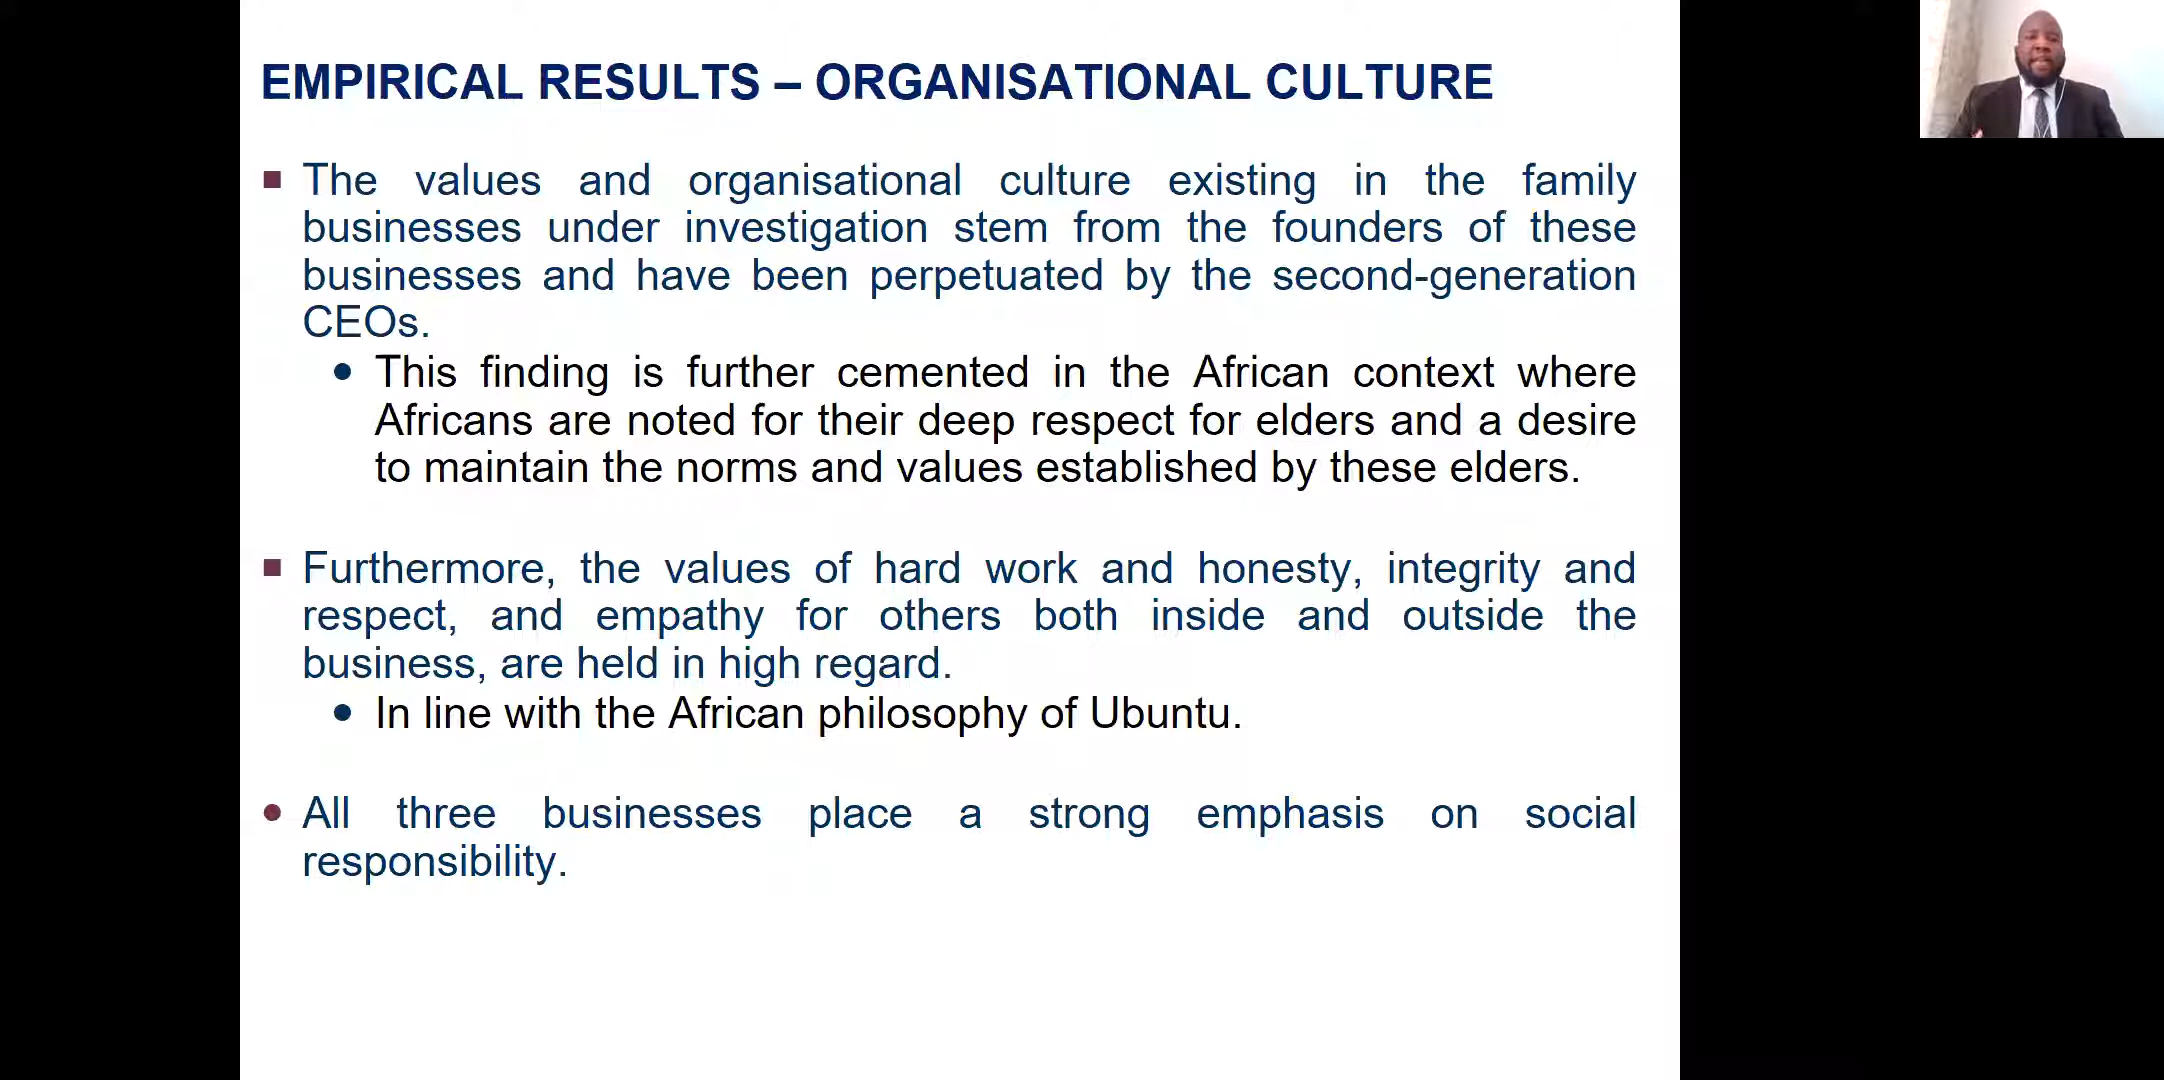 EMPIRICAL RESULTS – ORGANISATIONAL CULTURE
The values and organisational culture existing in the family
businesses under investigation stem from the founders of these
businesses and have been perpetuated by the second-generation
CEOs.
This finding is further cemented in the African context where
Africans are noted for their deep respect for elders and a desire
to maintain the norms and values established by these elders.
Furthermore, the values of hard work and honesty, integrity and
respect, and empathy for others both inside and outside the
business, are held in high regard.
In line with the African philosophy of Ubuntu.
All three businesses place a strong emphasis on social
responsibility.